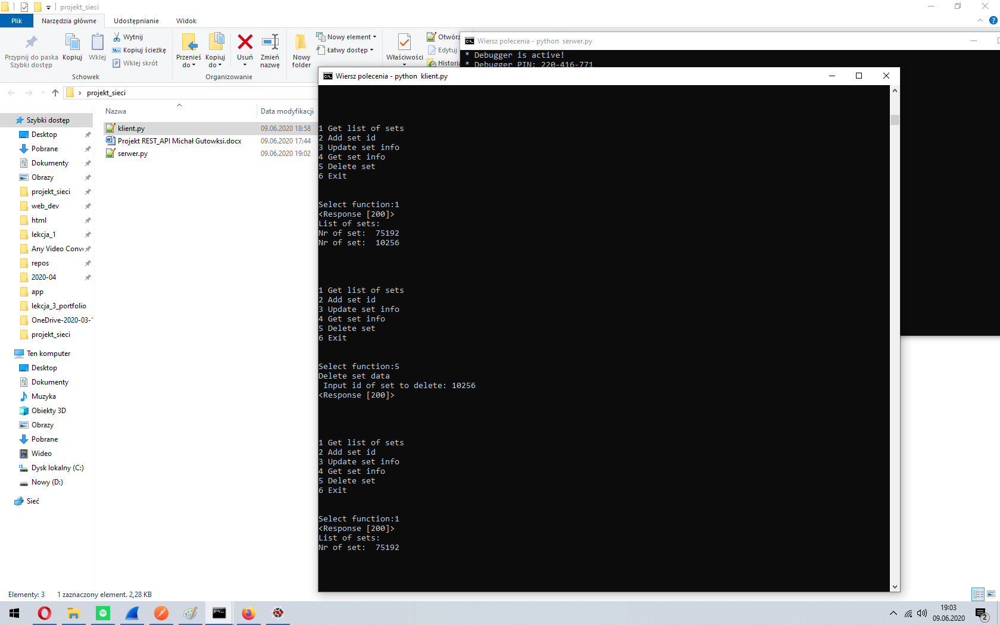 projekt_sieci
Plik
Narzędzia główne
Udostępnianie
Widok
Przypnij do paska
Szybki dostęp
Kopiuj
Wklej
Wytnij
Kopiuj ścieżkę
Wklej skrót
Schowek
Przenieś
do
Kopiuj
do
Usuń
Zmień
nazwę
Organizowanie
Nowy
folder
Nowy element
Łatwy dostęp
Właściwości
Otwórz
Edytuj
Historia
Wiersz polecenia - python  serwer.py
* Debugger is active!
* Debugger PIN: 220-416-771
projekt_sieci
Nazwa
Data modyfikacji
klient.py
09.06.2020 18:58
Projekt REST_API Michał Gutowksi.docx
09.06.2020 17:44
serwer.py
09.06.2020 19:02
Szybki dostęp
Desktop
Pobrane
Dokumenty
Obrazy
projekt_sieci
web_dev
html
lekcja_1
Any Video Conv
repos
2020-04
app
lekcja_3_portfolio
OneDrive-2020-03-
projekt_sieci
Ten komputer
Desktop
Dokumenty
Muzyka
Obiekty 3D
Obrazy
Pobrane
Wideo
Dysk lokalny (C:)
Nowy (D:)
Sieć
Wiersz polecenia - python  klient.py
1 Get list of sets
2 Add set id
3 Update set info
4 Get set info
5 Delete set
6 Exit
Select function:1
<Response [200]>
List of sets:
Nr of set:  75192
Nr of set:  10256
1 Get list of sets
2 Add set id
3 Update set info
4 Get set info
5 Delete set
6 Exit
Select function:5
Delete set data
Input id of set to delete: 10256
<Response [200]>
1 Get list of sets
2 Add set id
3 Update set info
4 Get set info
5 Delete set
6 Exit
Select function:1
<Response [200]>
List of sets:
Nr of set:  75192
Elementy: 3
1 zaznaczony element. 2,28 KB
19:03
09.06.2020
2